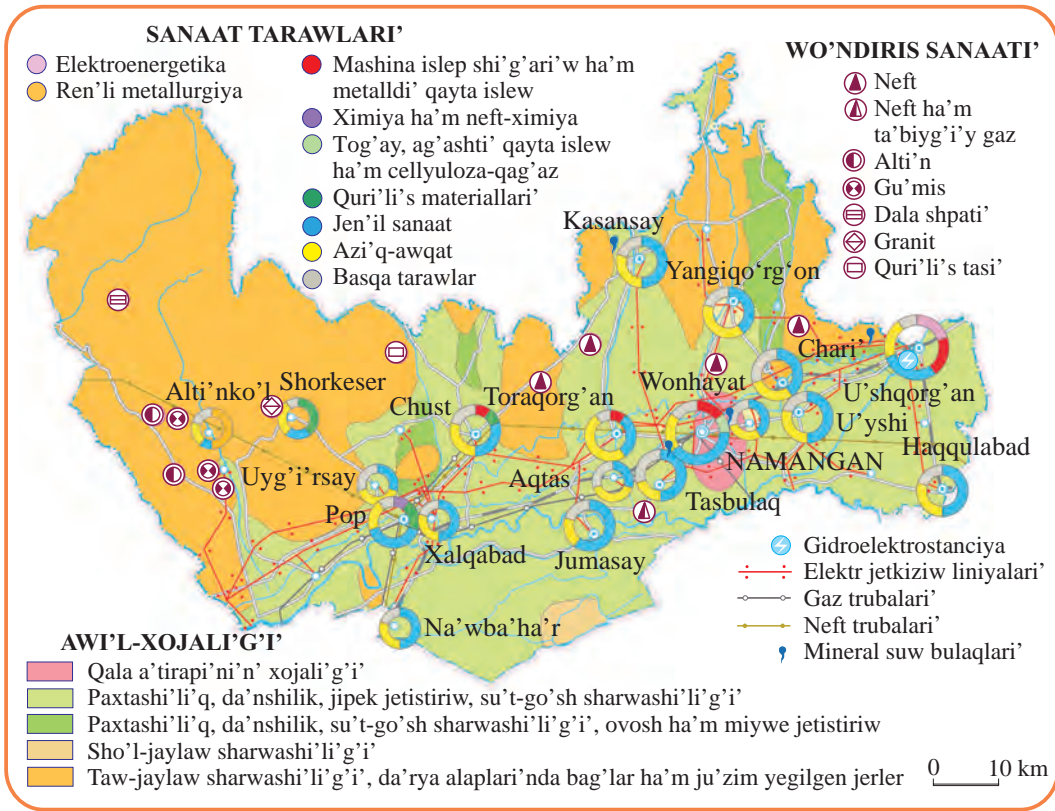 SANAAT TARAWLARI'
Elektroenergetika
Ren'li metallurgiya
Mashina islep shi'g'ari'w ha'm
metalldi' qayta islew
Ximiya ha'm neft-ximiya
Tog'ay, ag'ashti' qayta islew
ha'm cellyuloza-qag'az
Quri'li's materiallari'
Jen'il sanaat
Azi'q-awqat
Basqa tarawlar
WO'NDIRIS SANAATI'
Neft
Neft ha'm
ta'biyg'i'y gaz
Alti'n
Gu'mis
Dala shpati'
Granit
Quri'li's tasi'
Kasansay
Yangiqo‘rg‘on
Chari'
Alti'nko'l
Shorkeser
Chust
Toraqorg'an
Wonhayat
U'shqorg'an
U'yshi
Haqqulabad
NAMANGAN
Uyg'i'rsay
Aqtas
Tasbulaq
Pop
Xalqabad
Jumasay
Na'wba'ha'r
Gidroelektrostanciya
Elektr jetkiziw liniyalari'
Gaz trubalari'
Neft trubalari'
Mineral suw bulaqlari'
AWI'L-XOJALI'G'I'
Qala a'tirapi'ni'n' xojali'g'i'
Paxtashi'li'q, da'nshilik, jipek jetistiriw, su't-go'sh sharwashi'li'g'i'
Paxtashi'li'q, da'nshilik, su't-go'sh sharwashi'li'g'i', ovosh ha'm miywe jetistiriw
Sho'l-jaylaw sharwashi'li'g'i'
Taw-jaylaw sharwashi'li'g'i', da'rya alaplari'nda bag'lar ha'm ju'zim yegilgen jerler
0 10 km